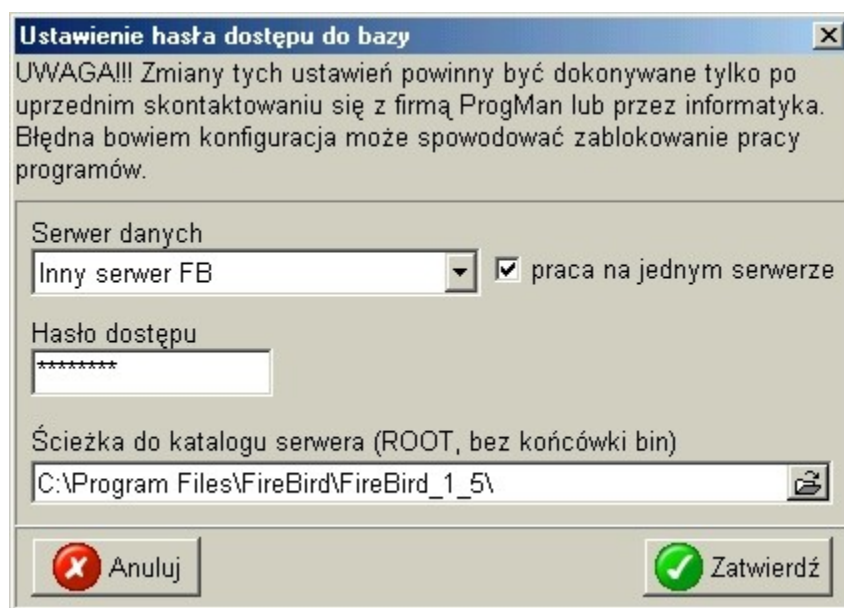 Ustawienie hasła dostępu do bazy
UWAGA!!! Zmiany tych ustawień powinny być dokonywane tylko po
uprzednim skontaktowaniu się z firmą ProgMan lub przez informatyka.
Błędna bowiem konfiguracja może spowodować zablokowanie pracy
programów.
Serwer danych
Inny serwer FB
praca na jednym serwerze
Hasło dostępu
********
Ścieżka do katalogu serwera (ROOT, bez końcówki bin)
C:\Program Files\FireBird\FireBird_1_5\
Anuluj
Zatwierdź